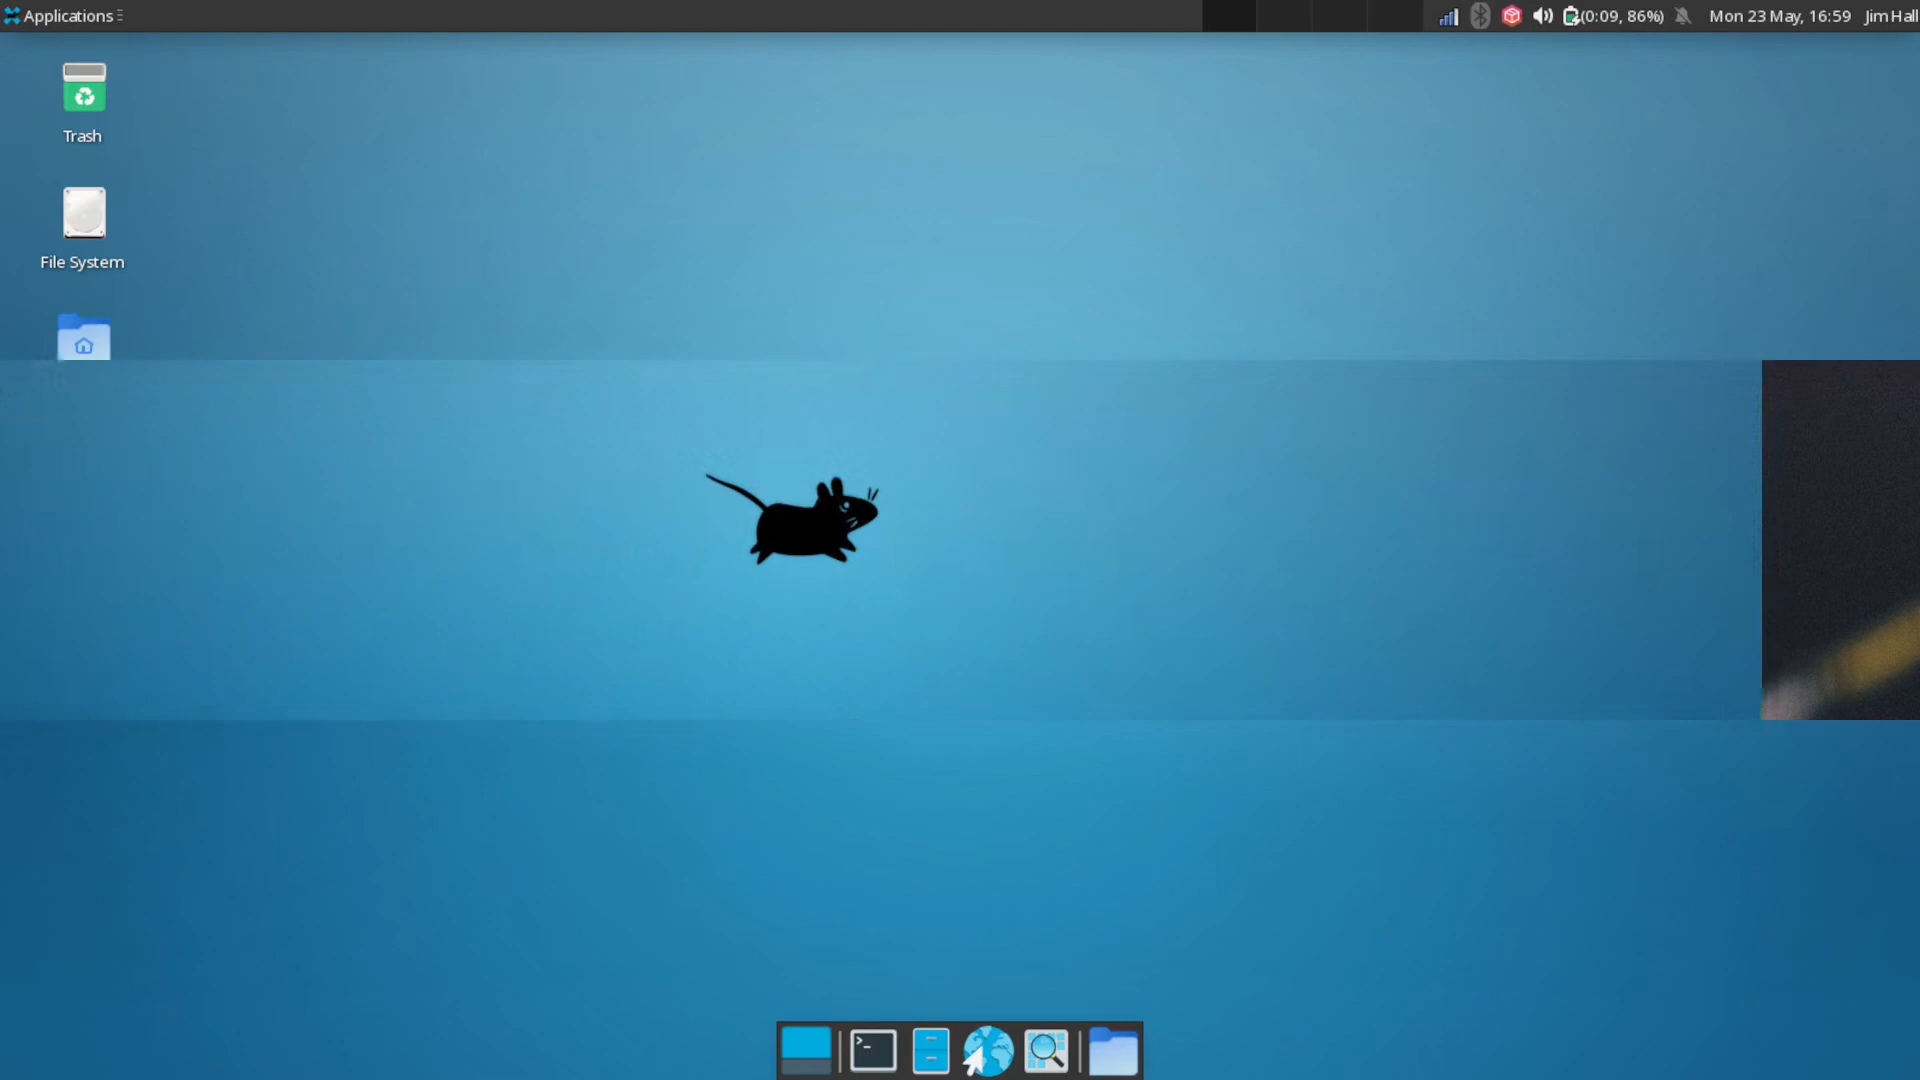 Applications
(0:09, 86%)
Mon 23 May, 16:59
Jim Hall
Trash
File System